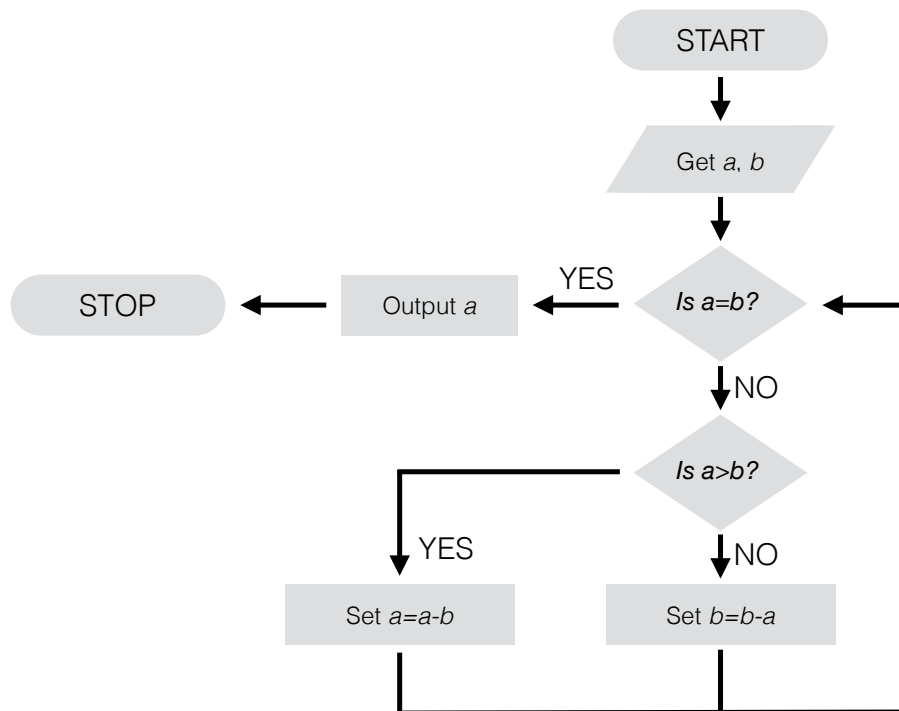 START
Get a, b
Is a=b?
YES
Output a
STOP
NO
Is a>b?
YES
NO
Set a=a-b
Set b=b-a